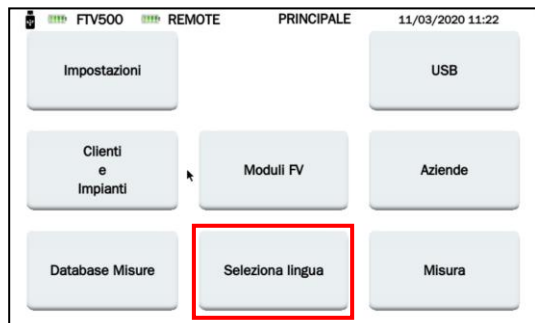 FTV500 REMOTE PRINCIPALE 11/03/2020 11:22
Impostazioni USB
Clienti
e
Impianti
Moduli FV Aziende
Database Misure Seleziona lingua Misura